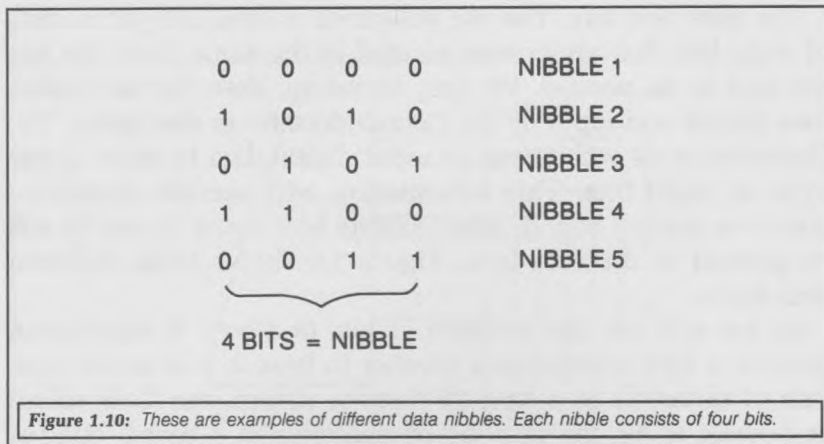 0 0 0 0 NIBBLE 1
1 0 1 0 NIBBLE 2
0 1 0 1 NIBBLE 3
1 1 0 0 NIBBLE 4
0 0 1 1 NIBBLE 5
4 BITS = NIBBLE
Figure 1.10: These are examples of different data nibbles. Each nibble consists of four bits.